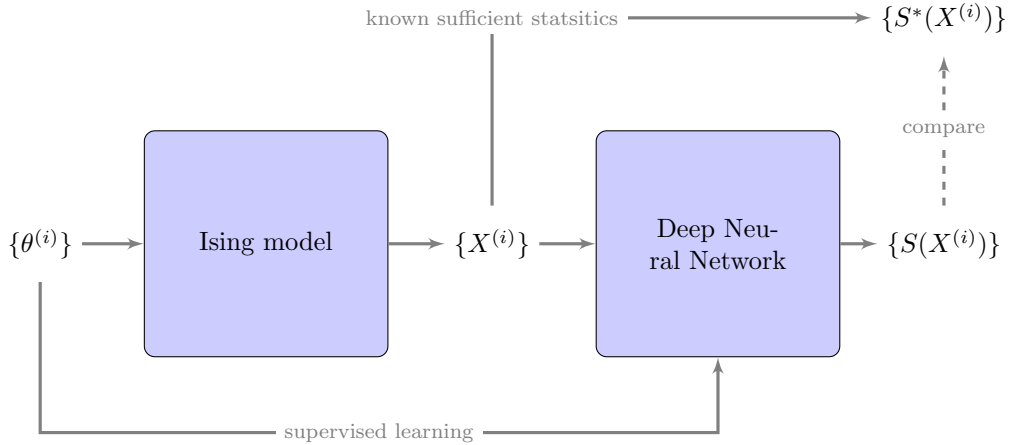 known sufficient statsitics
{S*(X^(i))}
compare
{θ^(i)}
Ising model
{X^(i)}
Deep Neu-
ral Network
{S(X^(i))}
supervised learning